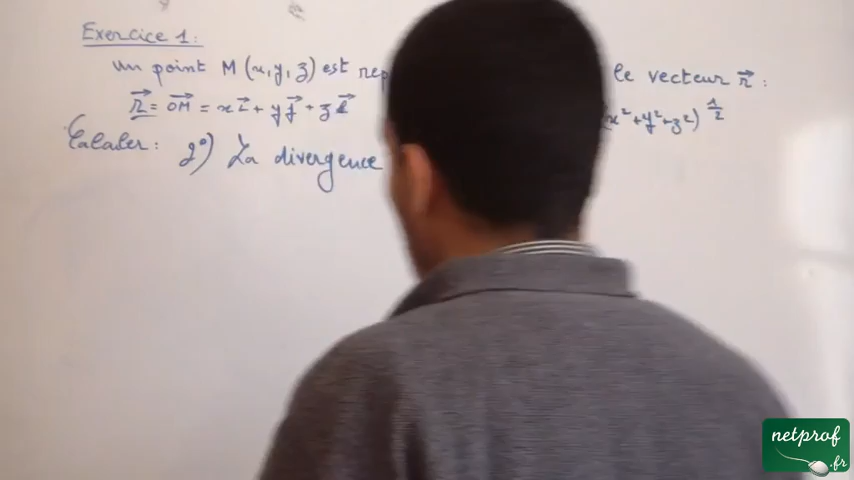 Exercice 1:
un point M (x, y, z) est rep le vecteur r⃗ :
r⃗ = OM⃗ = x i⃗ + y j⃗ + z k⃗ (x² + y² + z²)^1/2
Calculer: 2°) La divergence
netprof
.fr